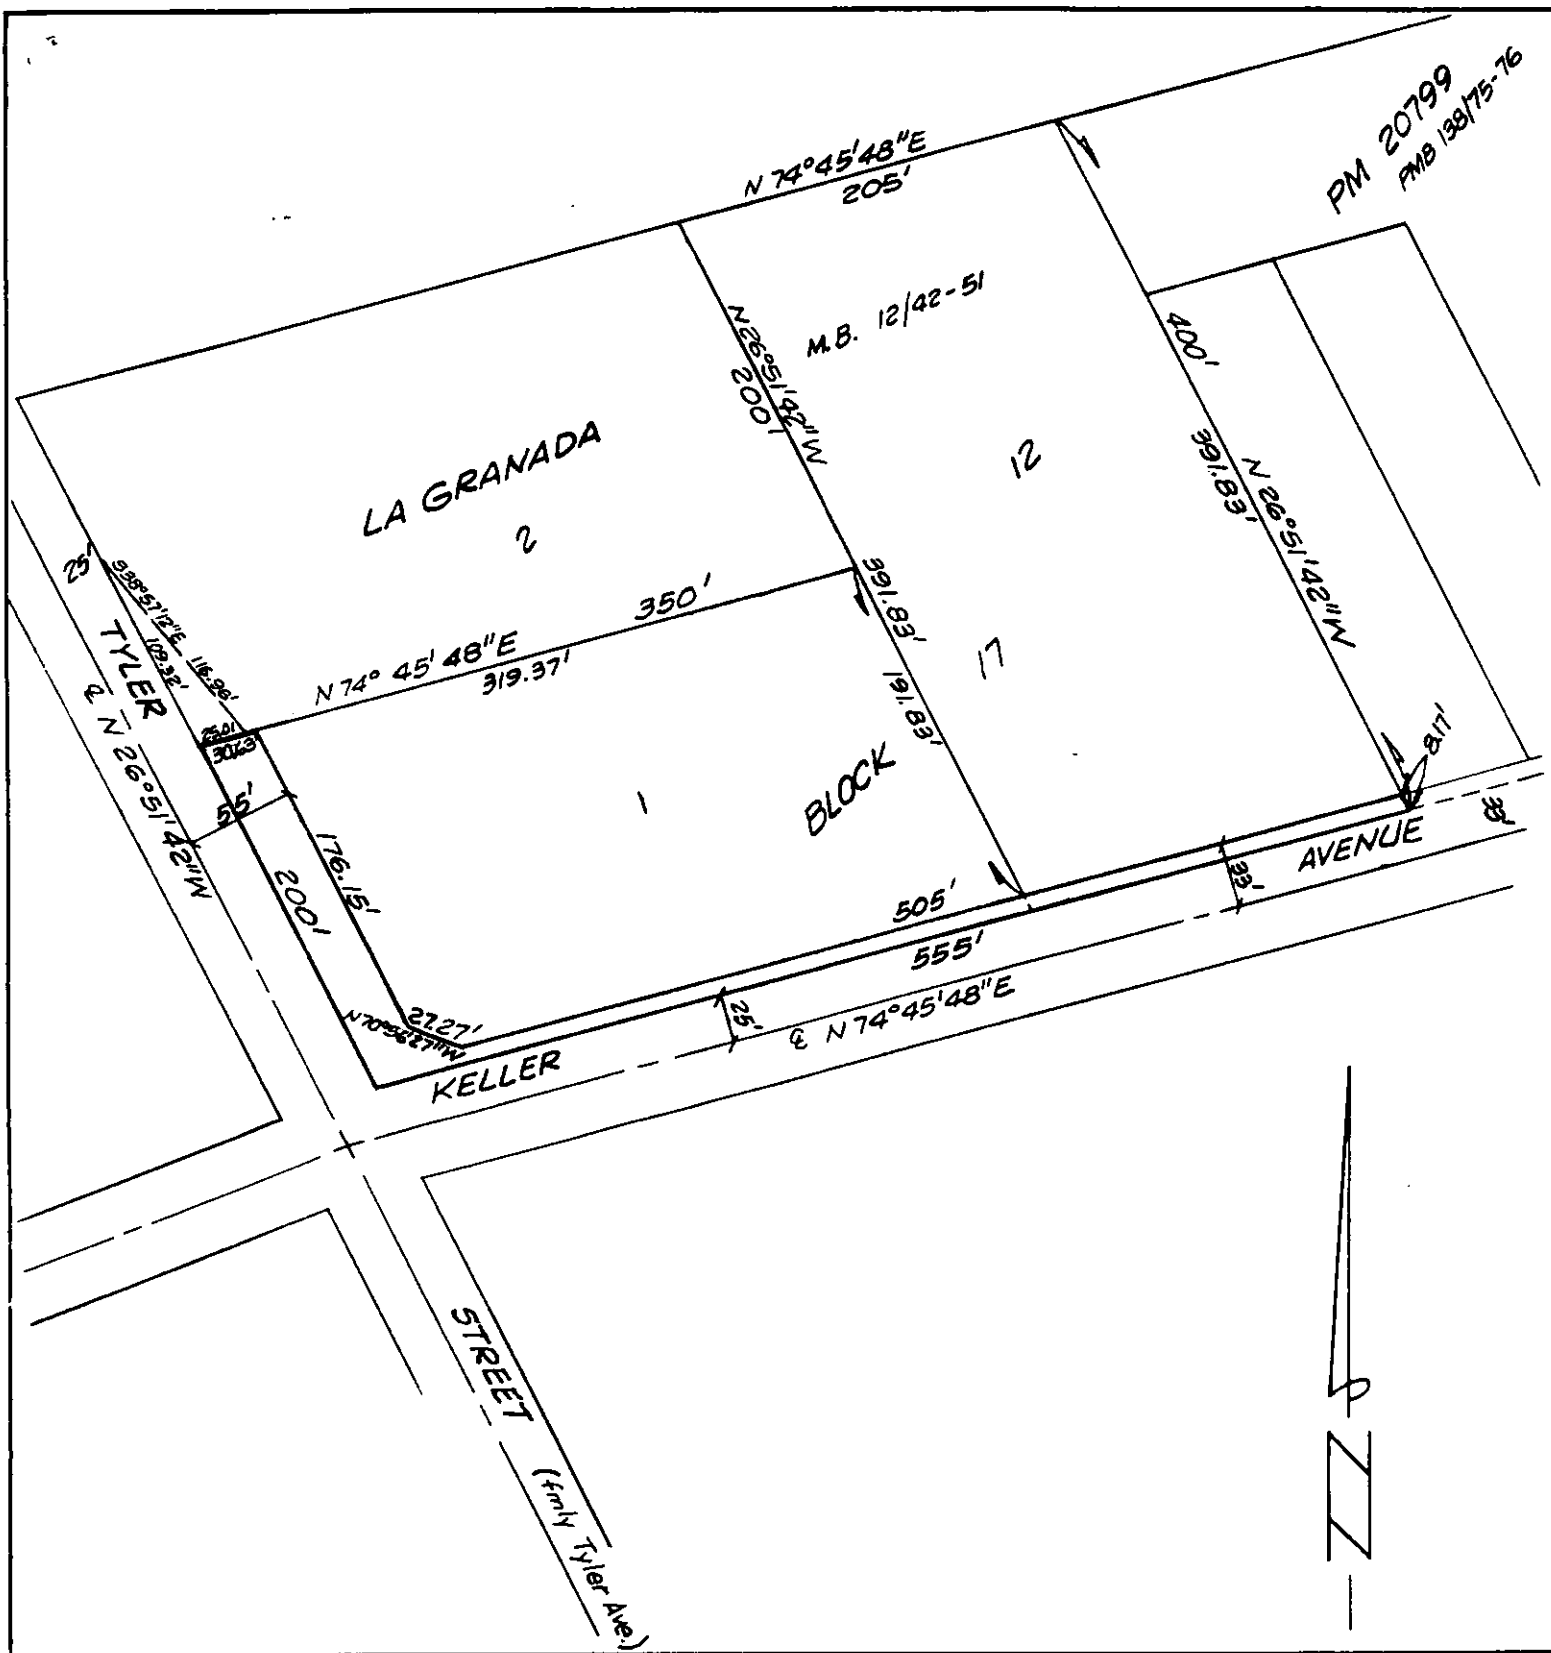 PM 20799
PMB 138/75-76
N 74°45'48"E
205'
M.B. 12/42-51
N 26°51'42"W
200'
400'
391.83'
N 26°51'42"W
12
LA GRANADA
2
25'
S38°57'12"E 116.96'
109.32'
TYLER
350'
N 74° 45' 48"E
319.37'
391.83'
191.83'
17
25.01'
30.63'
℄ N 26°51'42"W
55'
1
BLOCK
8.17'
176.15'
200'
33'
AVENUE
33'
505'
555'
25'
℄ N 74°45'48"E
27.27'
N70°56'27"W
KELLER
STREET
(fmly Tyler Ave.)
N